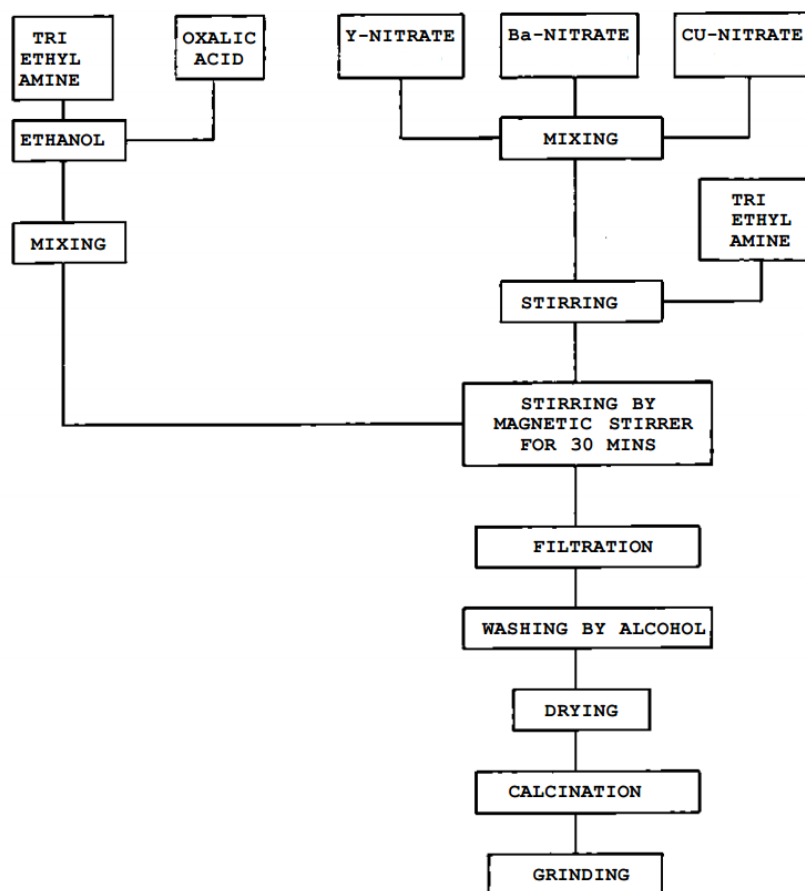 TRI
ETHYL
AMINE
OXALIC
ACID
Y-NITRATE
Ba-NITRATE
CU-NITRATE
ETHANOL
MIXING
TRI
ETHYL
AMINE
MIXING
STIRRING
STIRRING BY
MAGNETIC STIRRER
FOR 30 MINS
FILTRATION
WASHING BY ALCOHOL
DRYING
CALCINATION
GRINDING